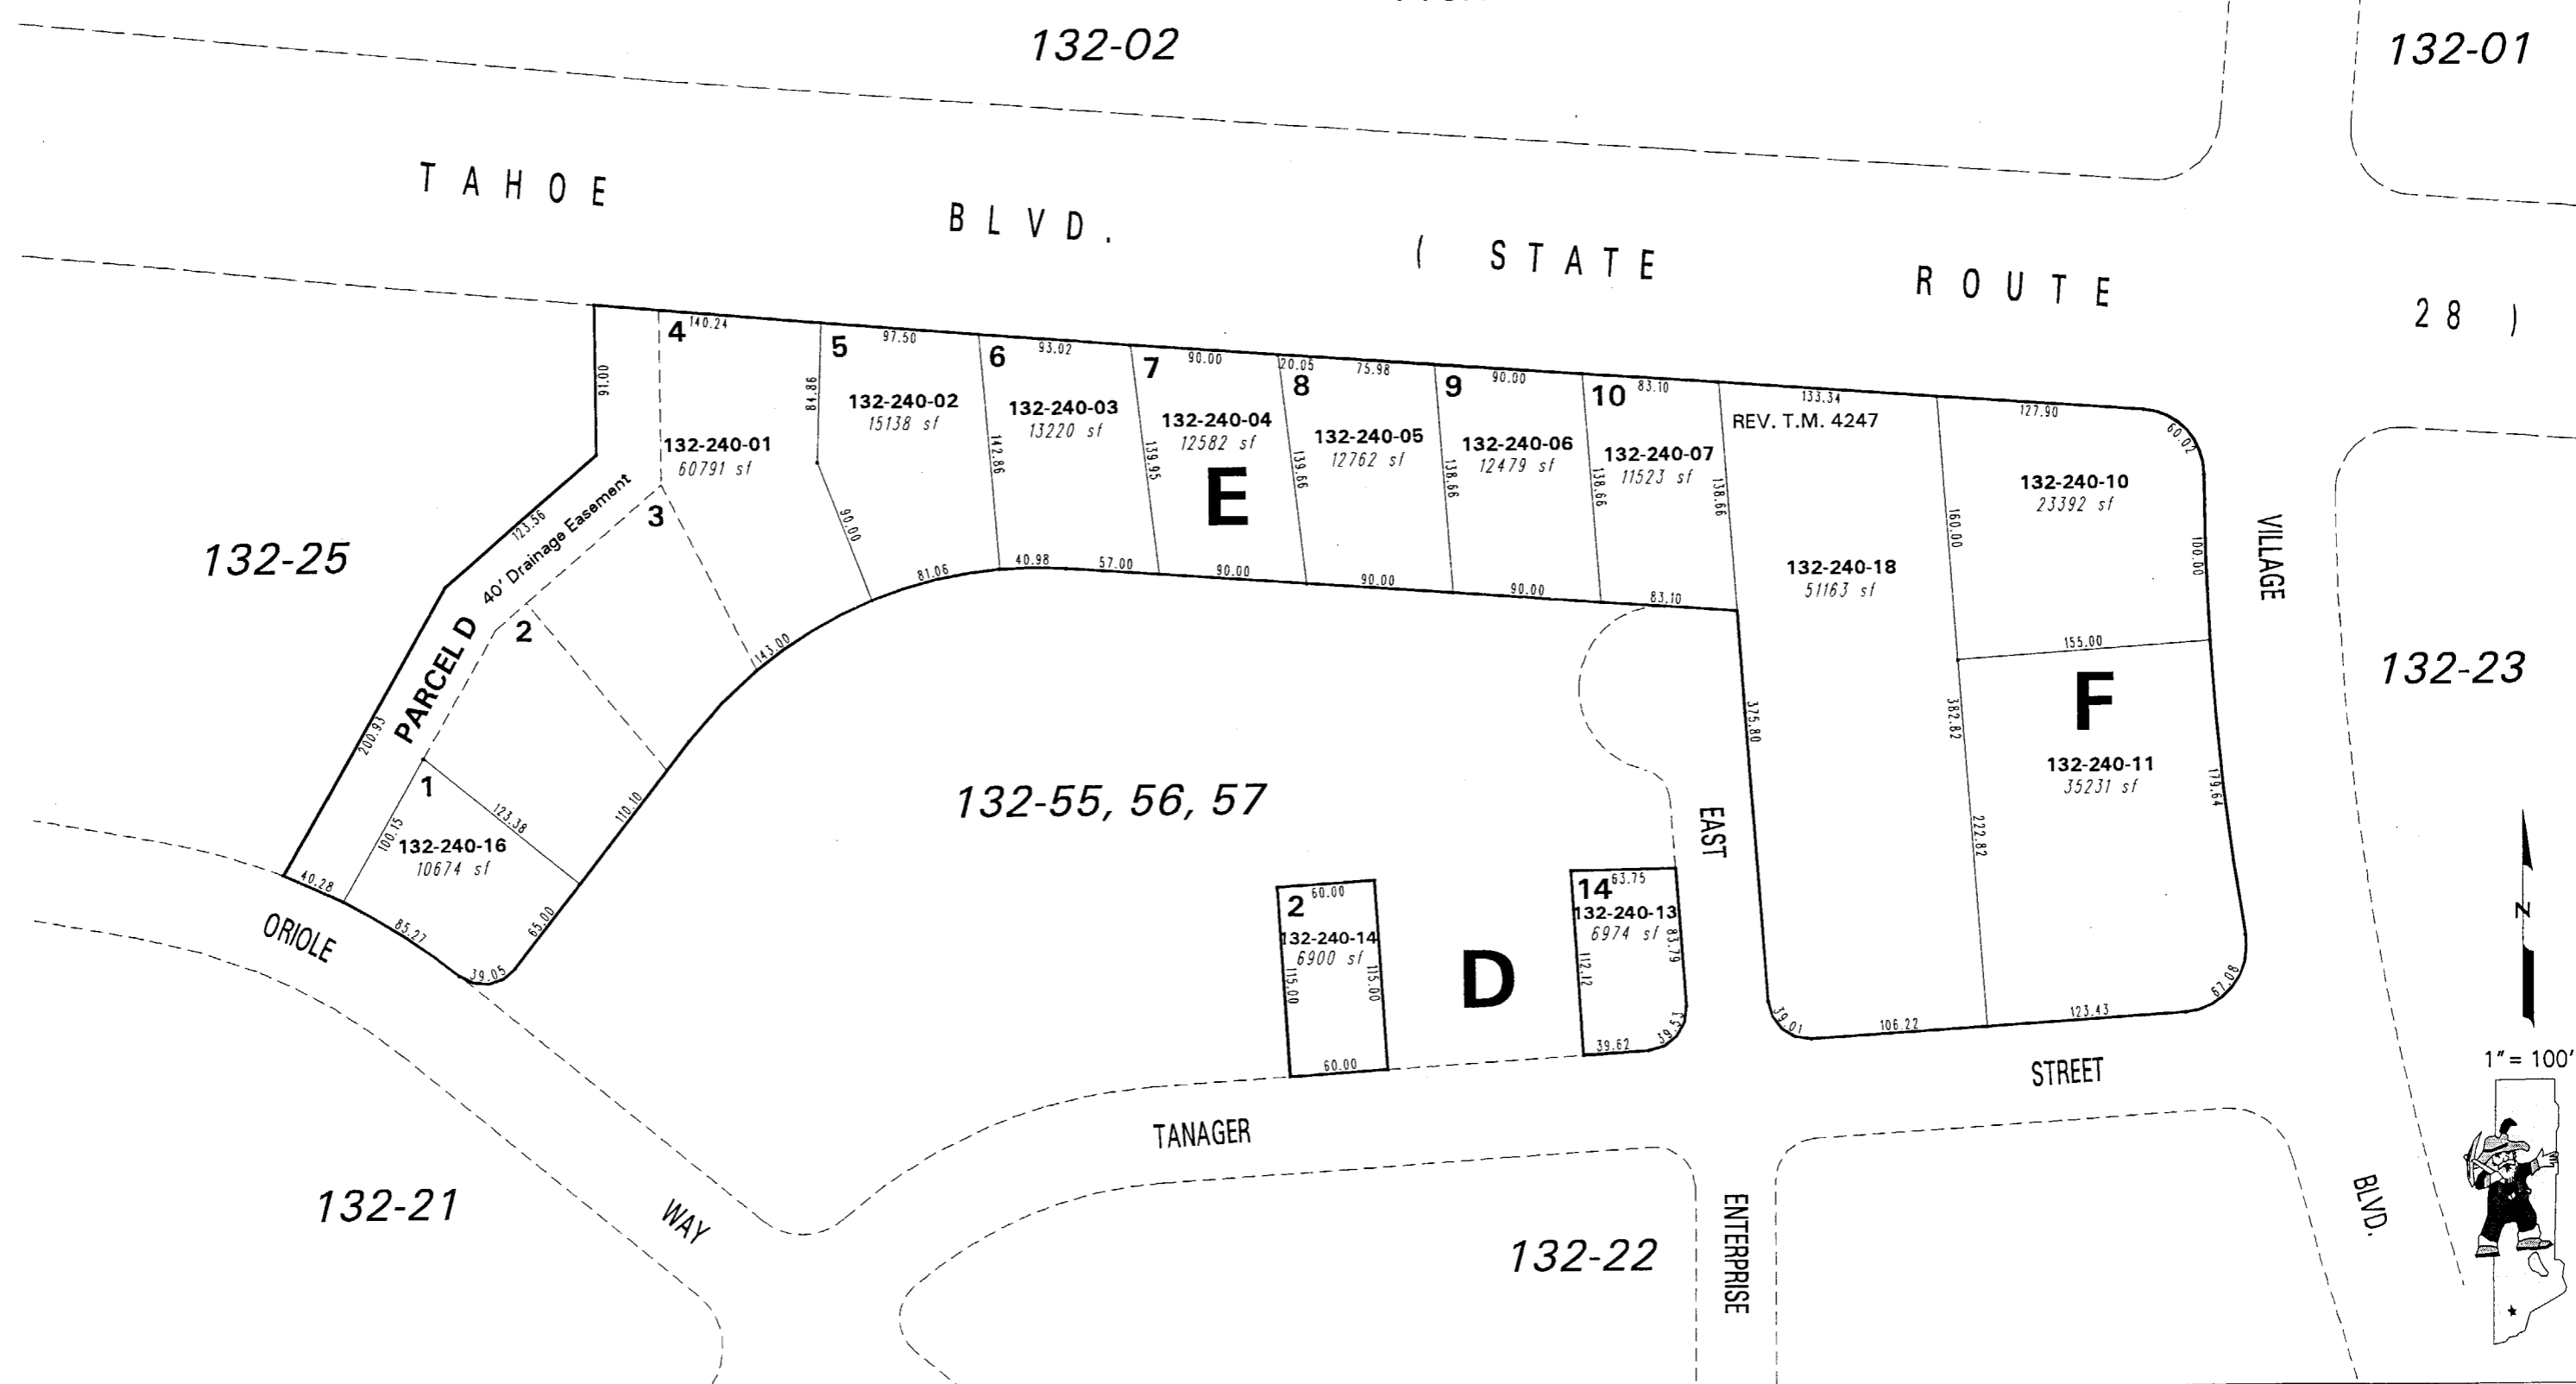 132-02
132-01
TAHOE BLVD. ( STATE ROUTE 28 )
4
140.24
5
97.50
6
93.02
7
90.00
20.05
8
75.98
9
90.00
10
83.10
133.34
REV. T.M. 4247
127.90
60.02
91.00
84.86
132-240-01
60791 sf
132-240-02
15138 sf
132-240-03
13220 sf
132-240-04
12582 sf
132-240-05
12762 sf
132-240-06
12479 sf
132-240-07
11523 sf
132-240-10
23392 sf
142.86
139.95
E
139.66
138.66
138.66
138.66
160.00
100.00
VILLAGE
3
123.56
40' Drainage Easement
90.00
132-25
81.06
40.98
57.00
90.00
90.00
90.00
83.10
132-240-18
51163 sf
2
PARCEL D
143.00
155.00
132-23
200.93
375.80
382.82
F
1
123.38
110.10
132-55, 56, 57
132-240-11
35231 sf
179.64
100.15
132-240-16
10674 sf
EAST
222.82
40.28
85.27
65.00
39.05
ORIOLE
2
60.00
132-240-14
6900 sf
115.00
115.00
60.00
D
14
63.75
132-240-13
6974 sf
83.79
112.12
39.62
39.53
39.01
106.22
123.43
67.08
N
1"= 100'
STREET
TANAGER
132-21
WAY
132-22
ENTERPRISE
BLVD.